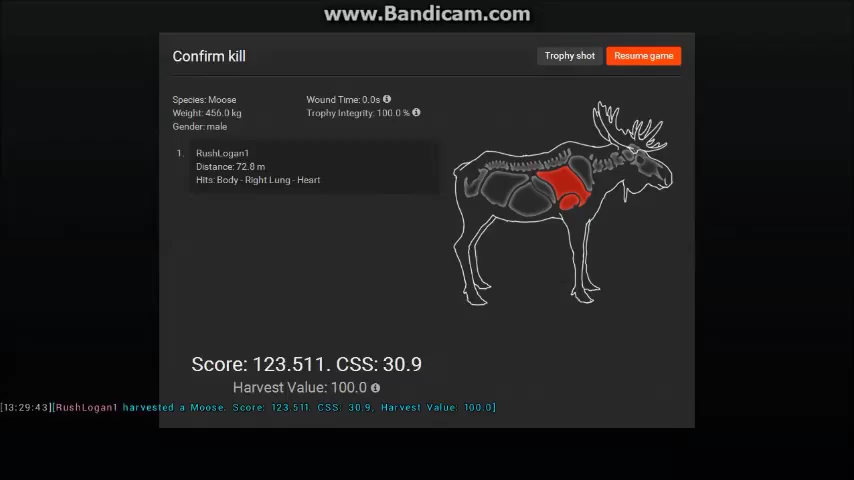 www.Bandicam.com
Confirm kill
Trophy shot
Resume game
Species: Moose
Weight: 456.0 kg
Gender: male
Wound Time: 0.0s
Trophy Integrity: 100.0 %
1. RushLogan1
Distance: 72.8 m
Hits: Body - Right Lung - Heart
Score: 123.511. CSS: 30.9
Harvest Value: 100.0
[13:29:43][RushLogan1 harvested a Moose. Score: 123.511. CSS: 30.9, Harvest Value: 100.0]